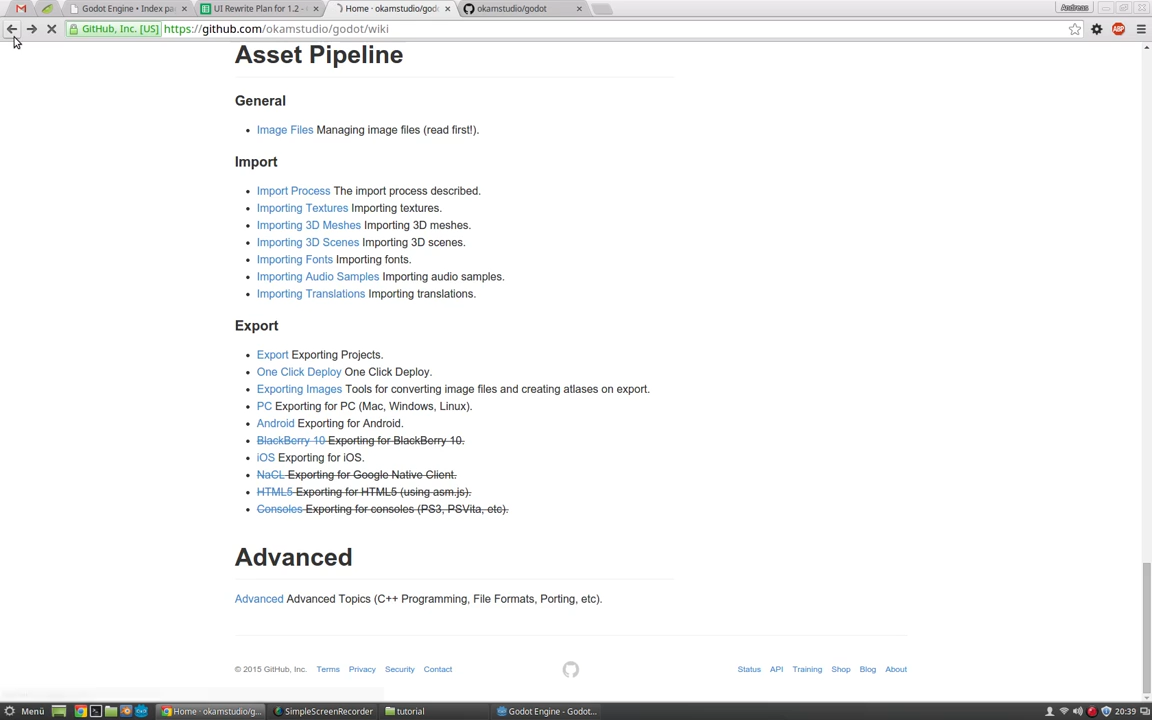 Godot Engine • Index pa
UI Rewrite Plan for 1.2 -
Home · okamstudio/godo
okamstudio/godot
Andreas
GitHub, Inc. [US]
https://github.com/okamstudio/godot/wiki
ABP
Asset Pipeline
General
Image Files Managing image files (read first!).
Import
Import Process The import process described.
Importing Textures Importing textures.
Importing 3D Meshes Importing 3D meshes.
Importing 3D Scenes Importing 3D scenes.
Importing Fonts Importing fonts.
Importing Audio Samples Importing audio samples.
Importing Translations Importing translations.
Export
Export Exporting Projects.
One Click Deploy One Click Deploy.
Exporting Images Tools for converting image files and creating atlases on export.
PC Exporting for PC (Mac, Windows, Linux).
Android Exporting for Android.
BlackBerry 10 Exporting for BlackBerry 10.
iOS Exporting for iOS.
NaCL Exporting for Google Native Client.
HTML5 Exporting for HTML5 (using asm.js).
Consoles Exporting for consoles (PS3, PSVita, etc).
Advanced
Advanced Advanced Topics (C++ Programming, File Formats, Porting, etc).
© 2015 GitHub, Inc. Terms Privacy Security Contact
Status API Training Shop Blog About
Menü
Home · okamstudio/g...
SimpleScreenRecorder
tutorial
Godot Engine - Godot...
20:39